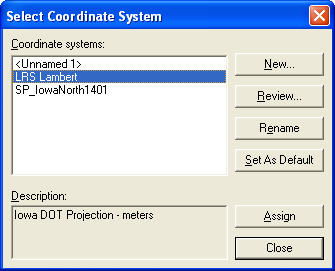 Select Coordinate System
Coordinate systems:
<Unnamed 1>
LRS Lambert
SP_IowaNorth1401
New...
Review...
Rename
Set As Default
Description:
Iowa DOT Projection - meters
Assign
Close